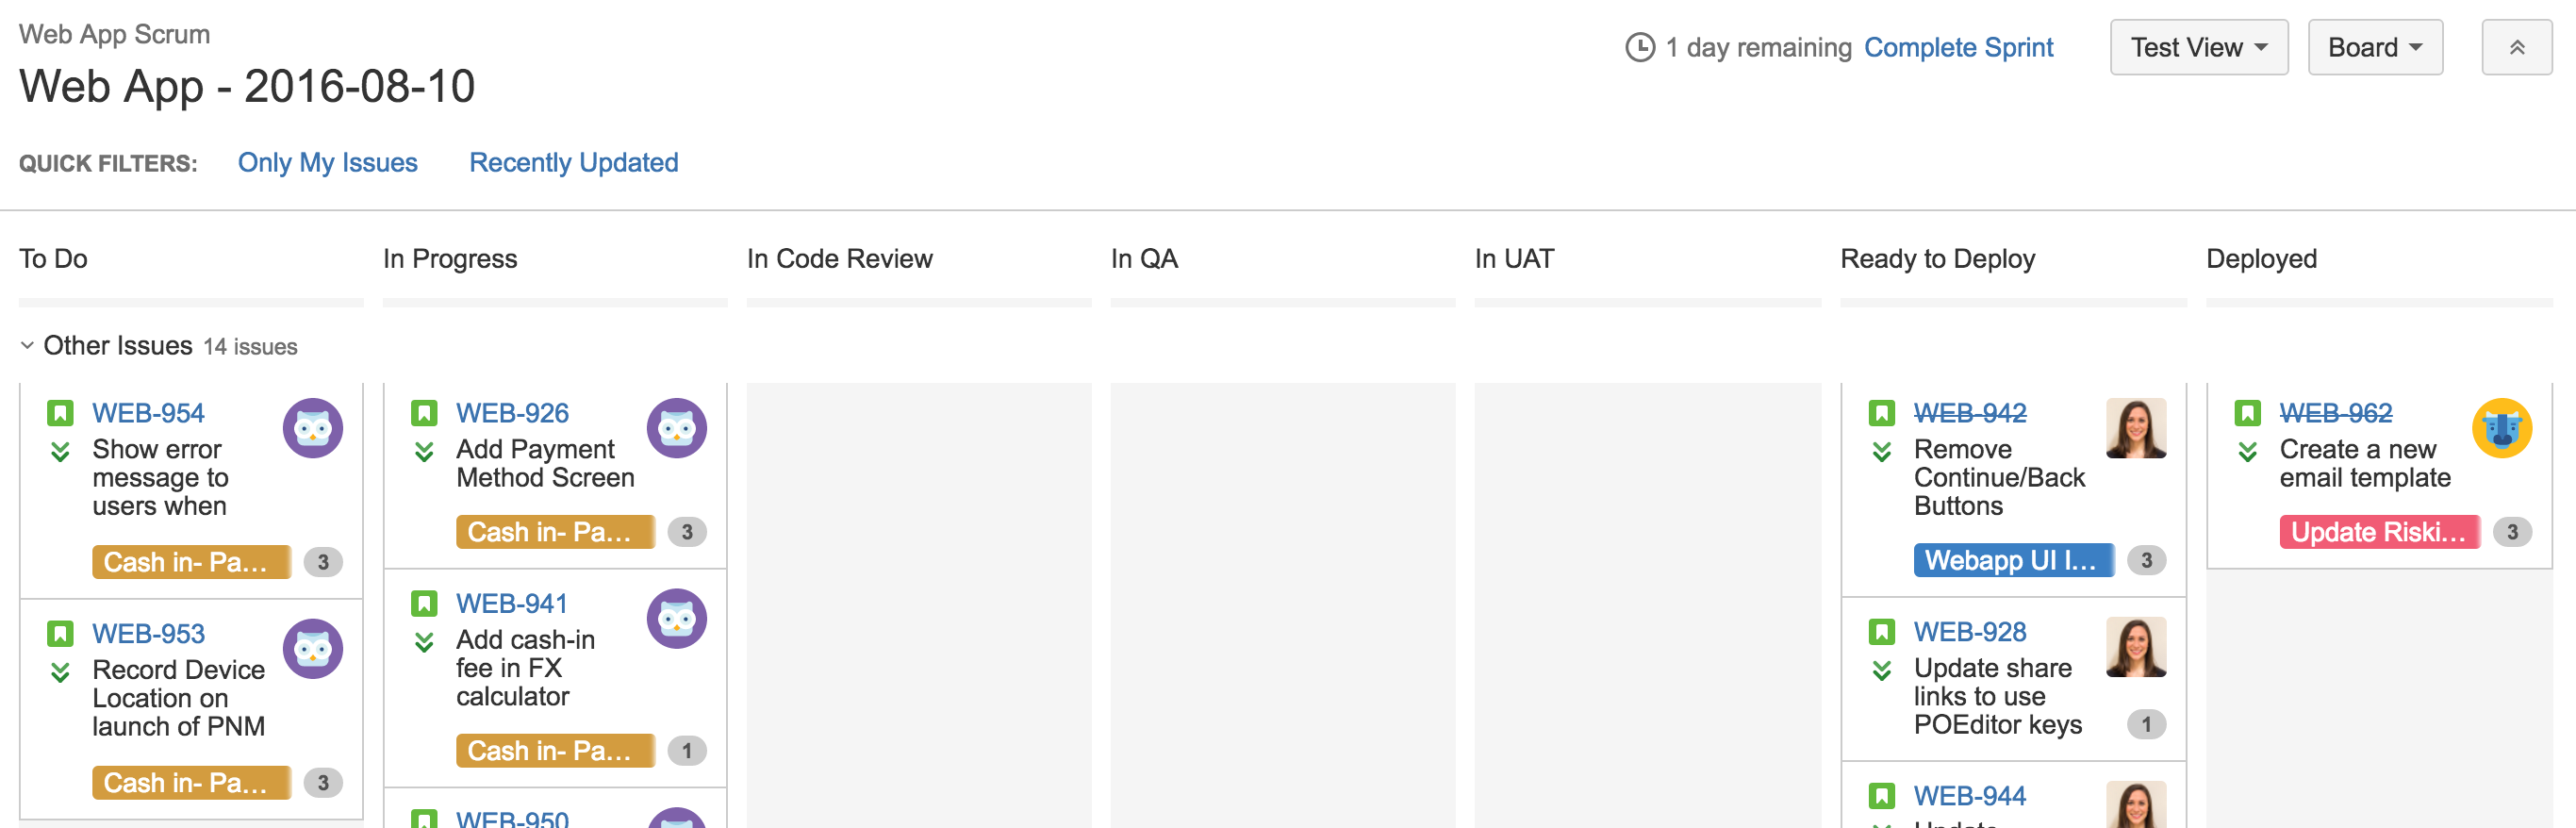 Web App Scrum
1 day remaining Complete Sprint
Test View
Board
Web App - 2016-08-10
QUICK FILTERS: Only My Issues Recently Updated
To Do
In Progress
In Code Review
In QA
In UAT
Ready to Deploy
Deployed
Other Issues 14 issues
WEB-954
Show error
message to
users when
Cash in- Pa...
3
WEB-953
Record Device
Location on
launch of PNM
Cash in- Pa...
3
WEB-926
Add Payment
Method Screen
Cash in- Pa...
3
WEB-941
Add cash-in
fee in FX
calculator
Cash in- Pa...
1
WEB-950
WEB-942
Remove
Continue/Back
Buttons
Webapp UI I...
3
WEB-928
Update share
links to use
POEditor keys
1
WEB-944
Update
WEB-962
Create a new
email template
Update Riski...
3